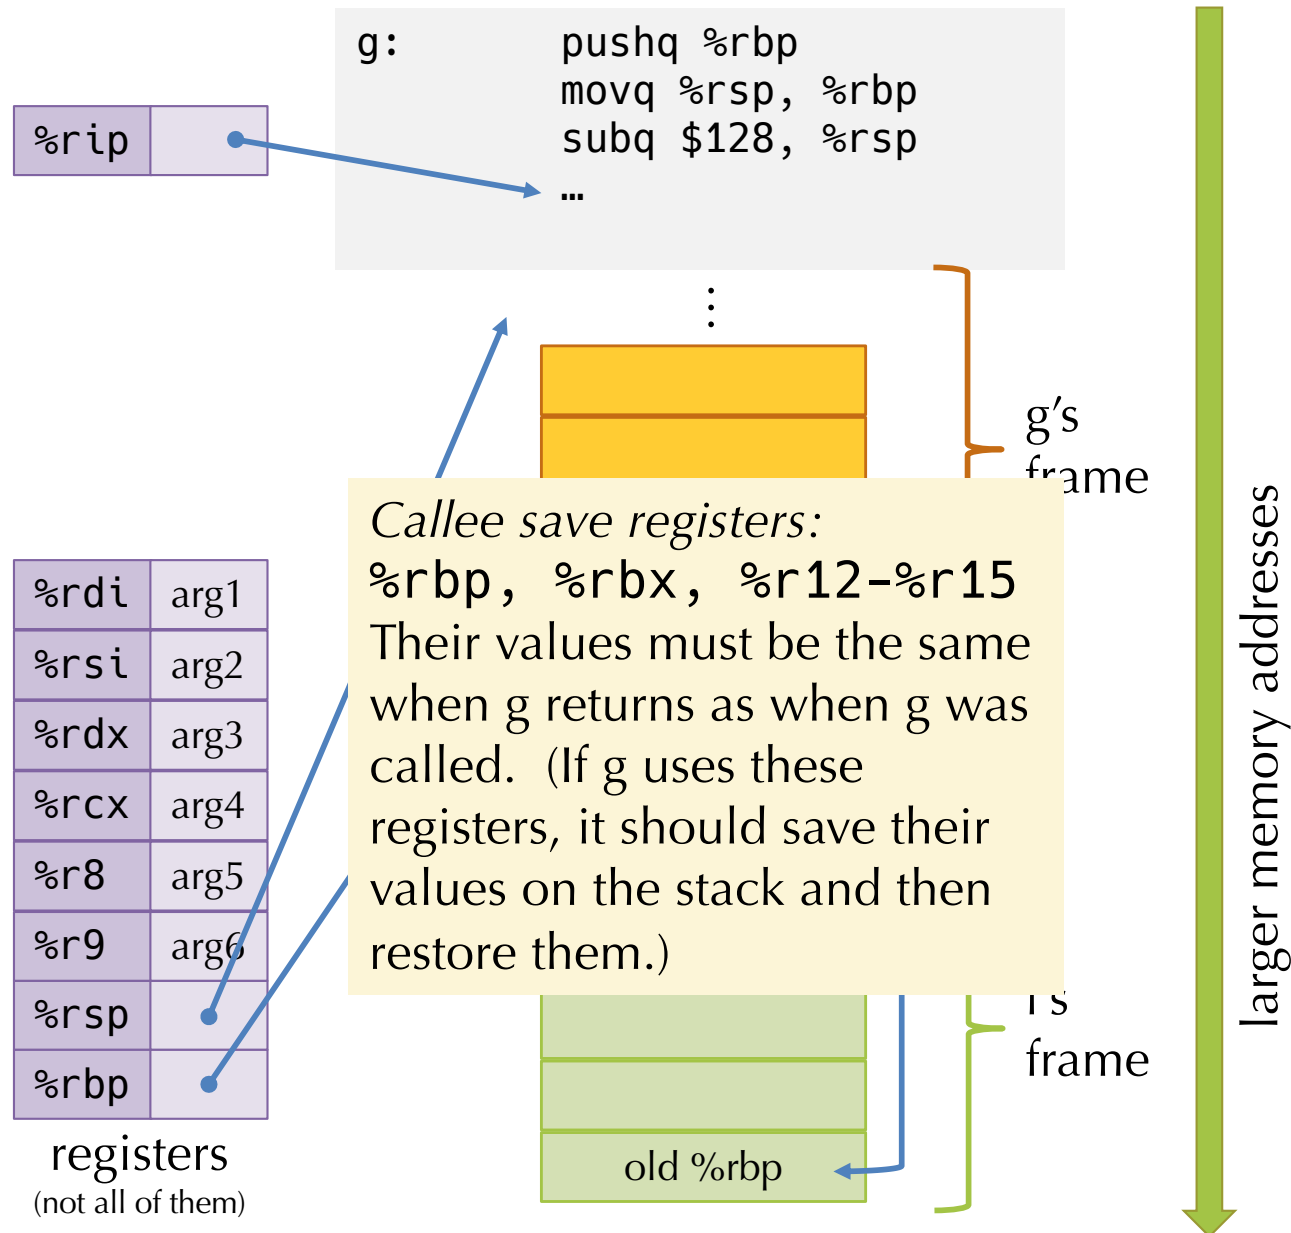 g: pushq %rbp
movq %rsp, %rbp
subq $128, %rsp
…
%rip
⋮
g's
frame
Callee save registers:
%rbp, %rbx, %r12-%r15
Their values must be the same
when g returns as when g was
called. (If g uses these
registers, it should save their
values on the stack and then
restore them.)
%rdi arg1
%rsi arg2
%rdx arg3
%rcx arg4
%r8 arg5
%r9 arg6
%rsp
%rbp
registers
(not all of them)
frame
old %rbp
larger memory addresses